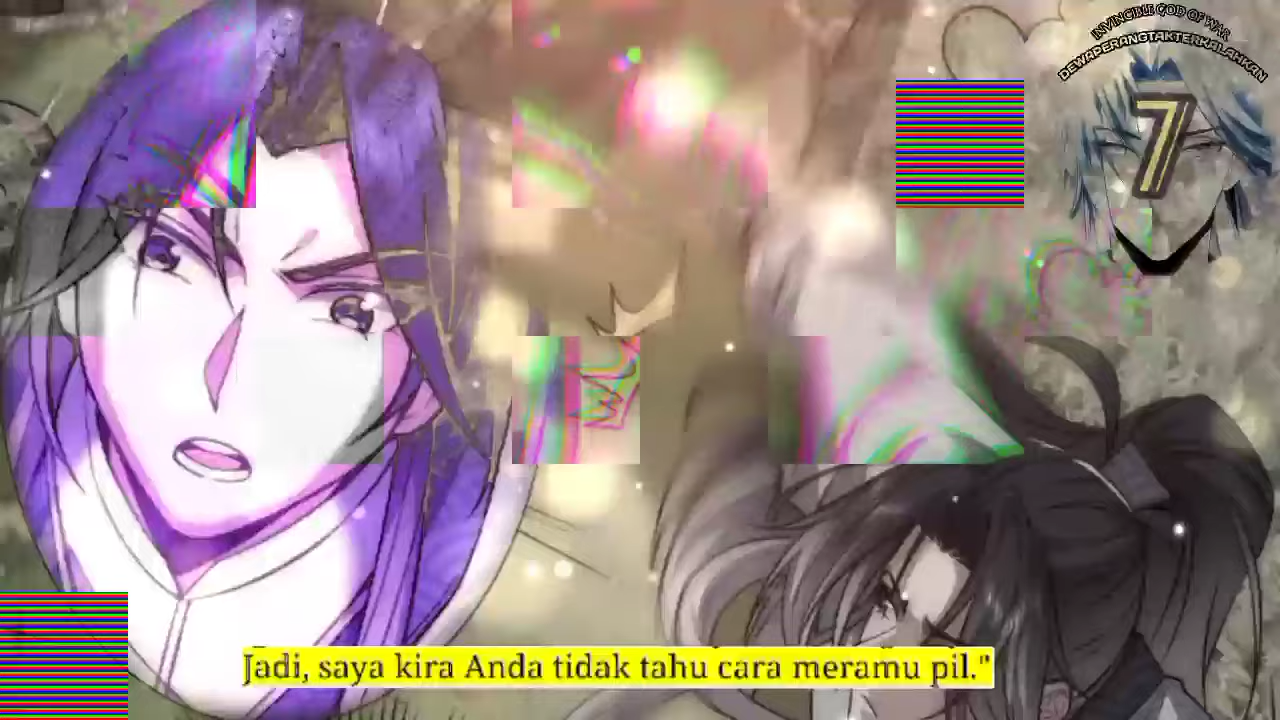 INVINCIBLE GOD OF WAR
DEWAPERANGTAKTERKALAHKAN
7
Jadi, saya kira Anda tidak tahu cara meramu pil."